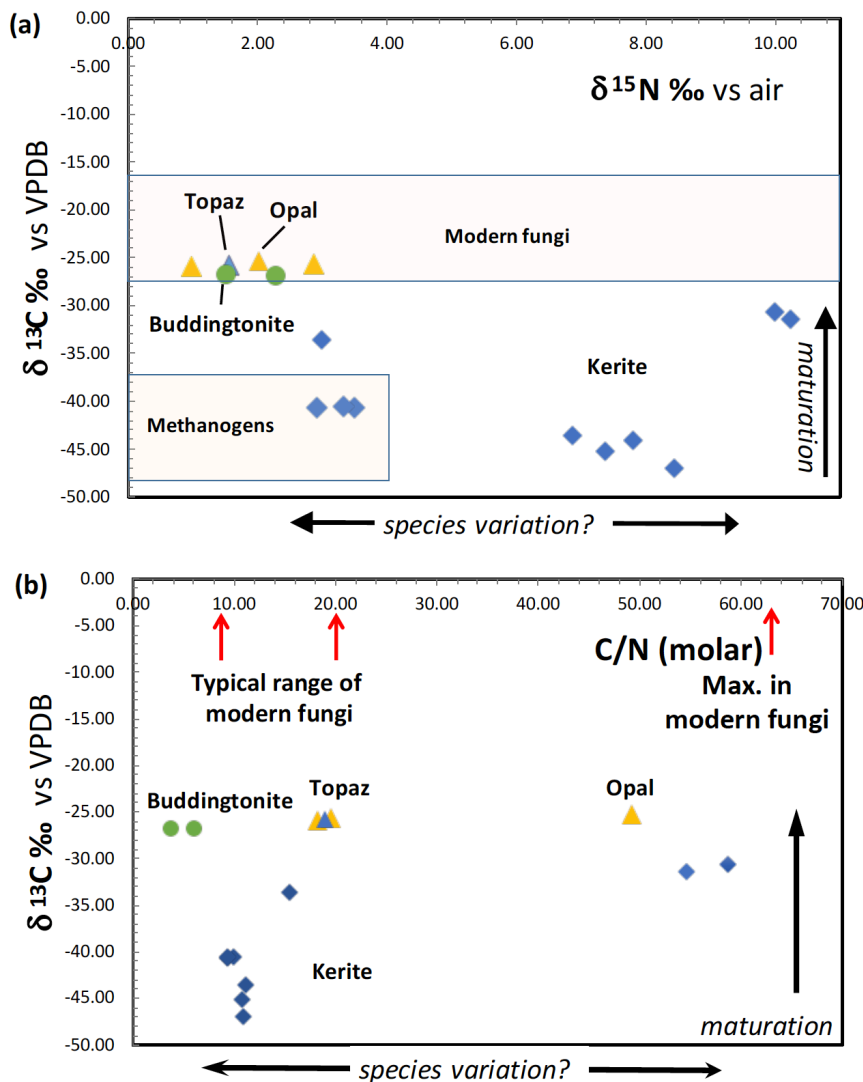 (a)
0.00
0.00 2.00 4.00 6.00 8.00 10.00
-5.00
δ ¹⁵N ‰ vs air
-10.00
-15.00
-20.00
Topaz
Opal
Modern fungi
-25.00
Buddingtonite
-30.00
-35.00
Kerite
-40.00
Methanogens
-45.00
-50.00
δ ¹³C ‰ vs VPDB
maturation
species variation?
(b)
0.00
0.00 10.00 20.00 30.00 40.00 50.00 60.00 70.00
-5.00
C/N (molar)
-10.00
Typical range of
modern fungi
Max. in
modern fungi
-15.00
-20.00
Buddingtonite
Topaz
Opal
-25.00
-30.00
-35.00
-40.00
Kerite
-45.00
-50.00
δ ¹³C ‰ vs VPDB
maturation
species variation?